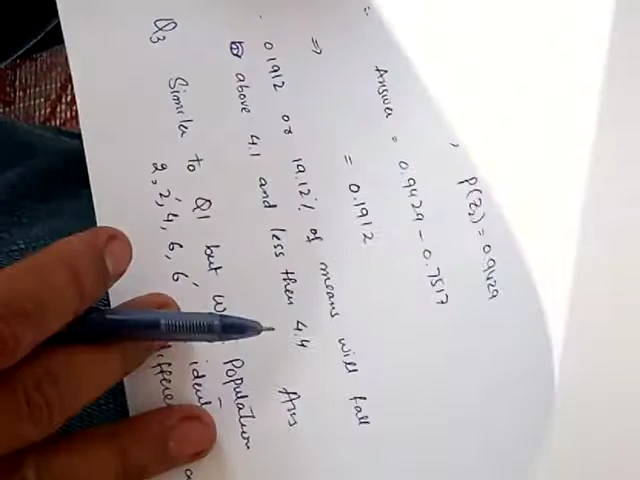 , P(Z₂) = 0.9429
Answer = 0.9429 - 0.7517
= 0.1912
⇒ 0.1912 or 19.12% of means will fall
above 4.1 and less then 4.4 Ans
Q3 Similar to Q1 but Population
2, 2', 4, 6, 6'